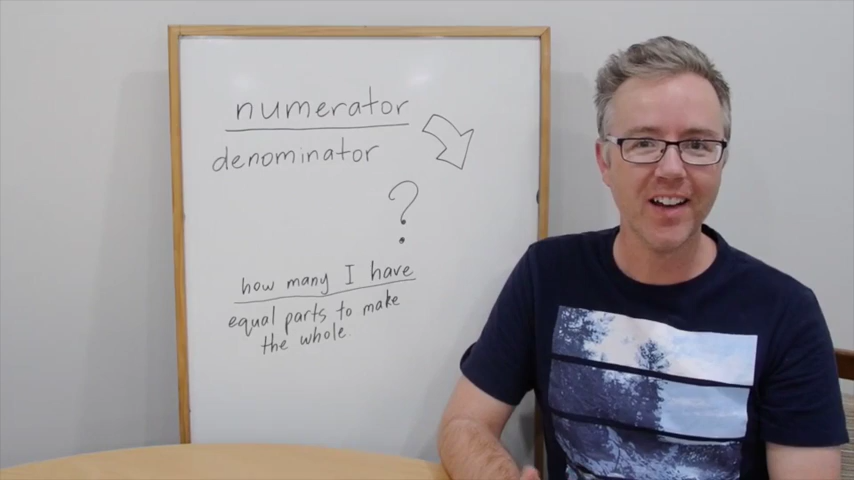 numerator
denominator
?
how many I have
equal parts to make
the whole.